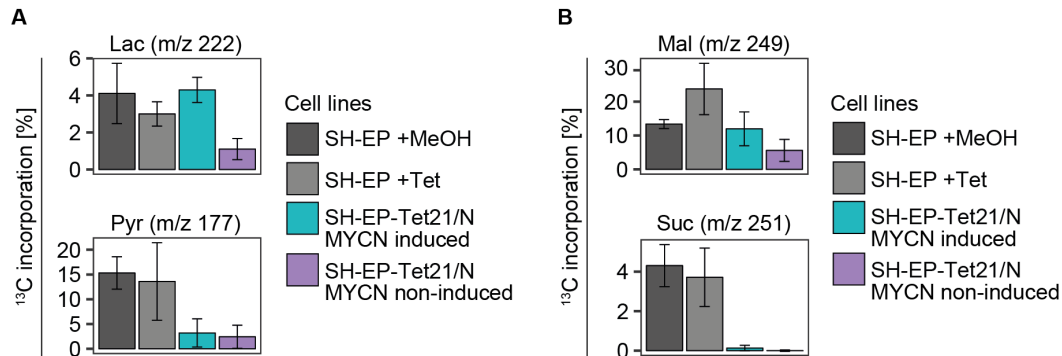 A
Lac (m/z 222)
6
4
2
0
Pyr (m/z 177)
20
15
10
5
0
¹³C incorporation [%]
Cell lines
SH-EP +MeOH
SH-EP +Tet
SH-EP-Tet21/N
MYCN induced
SH-EP-Tet21/N
MYCN non-induced
B
Mal (m/z 249)
30
20
10
0
Suc (m/z 251)
4
2
0
¹³C incorporation [%]
Cell lines
SH-EP +MeOH
SH-EP +Tet
SH-EP-Tet21/N
MYCN induced
SH-EP-Tet21/N
MYCN non-induced